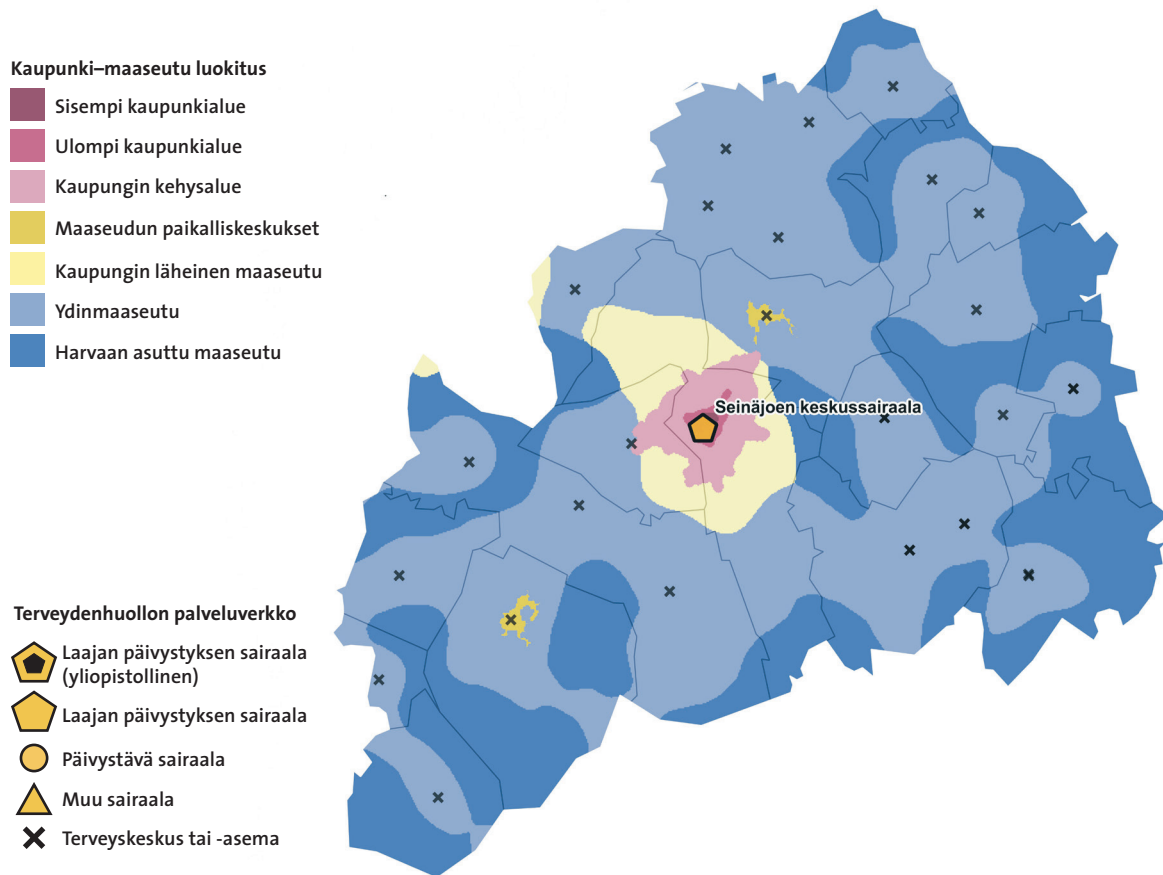 Kaupunki–maaseutu luokitus
Sisempi kaupunkialue
Ulompi kaupunkialue
Kaupungin kehysalue
Maaseudun paikalliskeskukset
Kaupungin läheinen maaseutu
Ydinmaaseutu
Harvaan asuttu maaseutu
Seinäjoen keskussairaala
Terveydenhuollon palveluverkko
Laajan päivystyksen sairaala
(yliopistollinen)
Laajan päivystyksen sairaala
Päivystävä sairaala
Muu sairaala
Terveyskeskus tai -asema